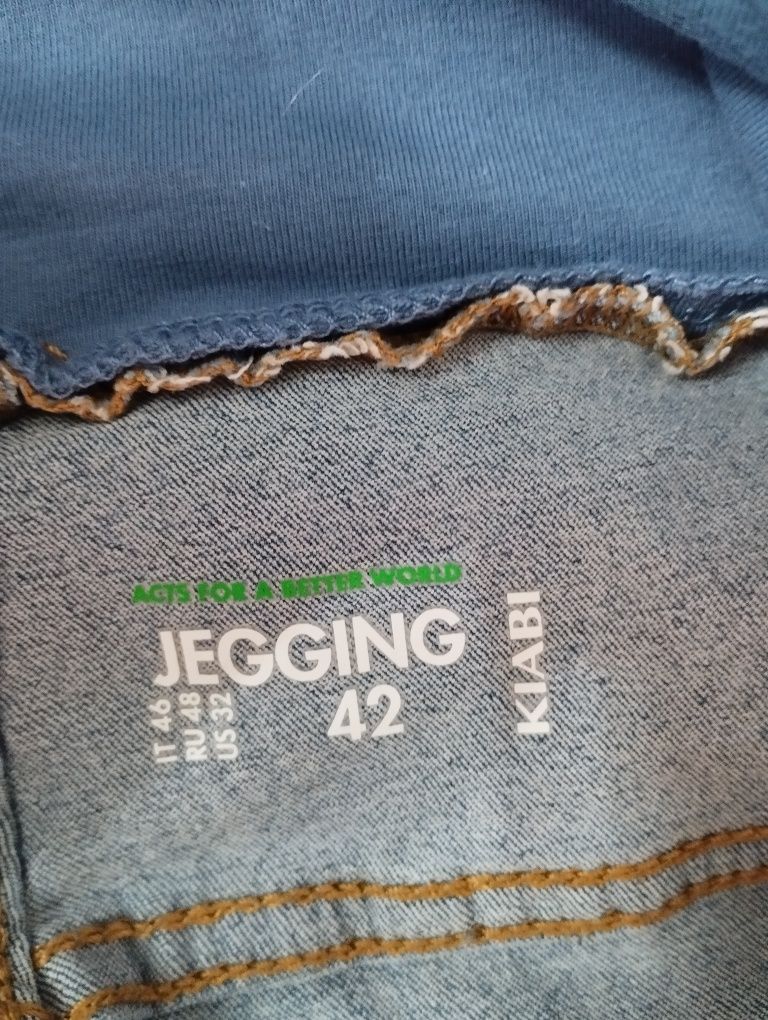 ACTS FOR A BETTER WORLD
JEGGING
42
IT 46
RU 48
US 32
KIABI